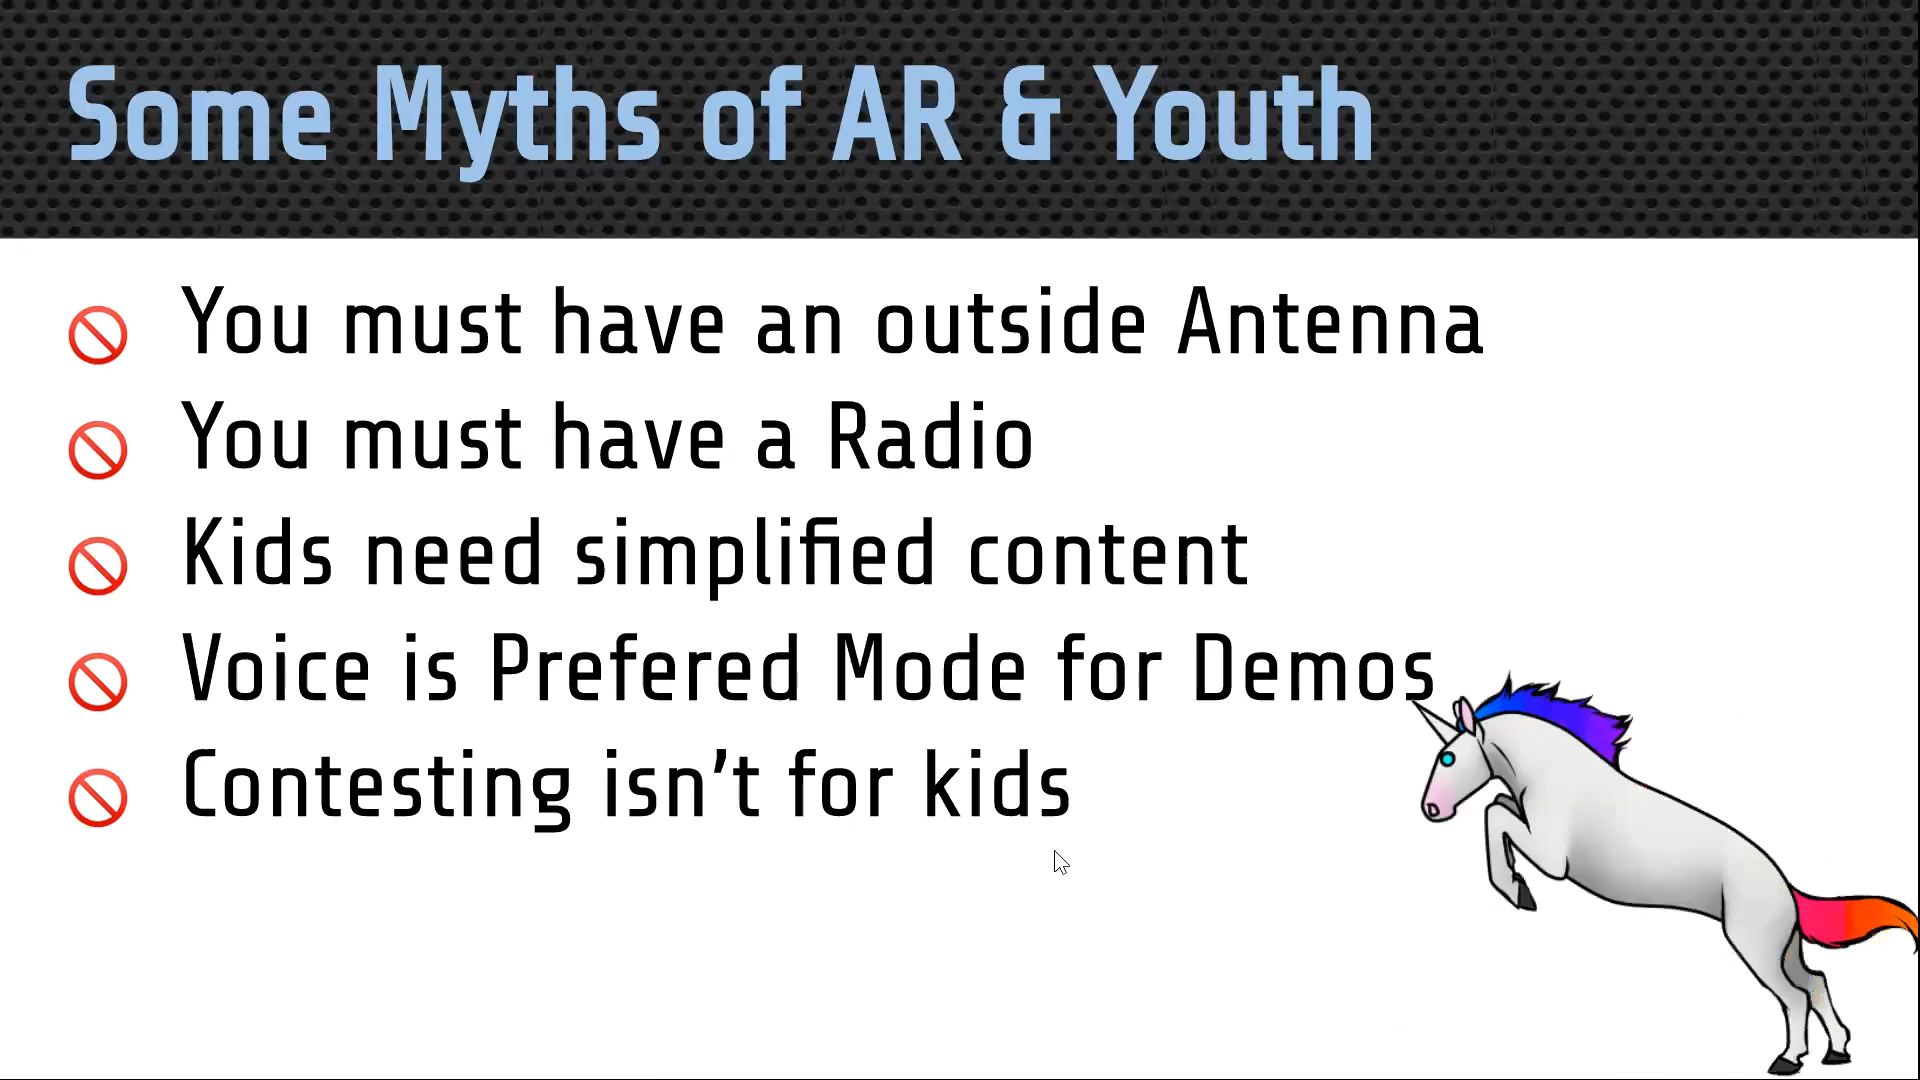 Some Myths of AR & Youth
You must have an outside Antenna
You must have a Radio
Kids need simplified content
Voice is Prefered Mode for Demos
Contesting isn’t for kids